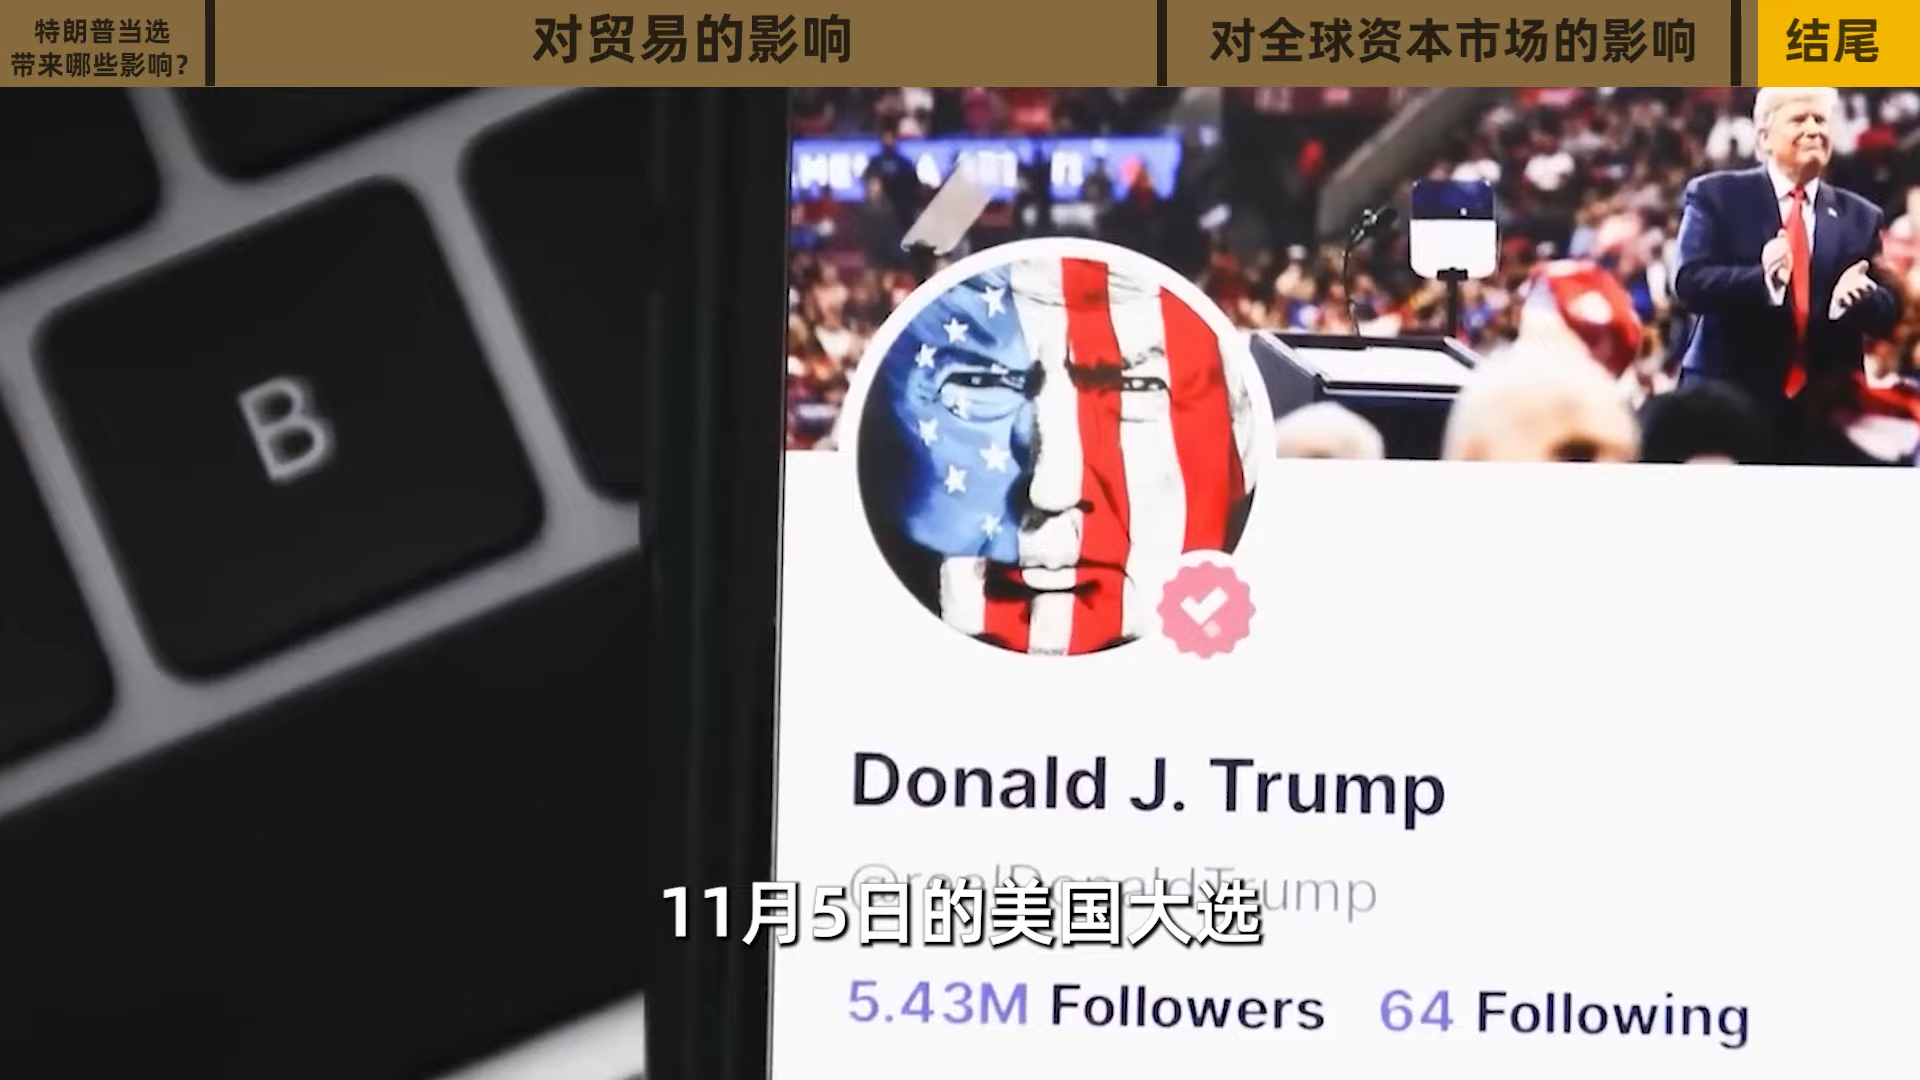 特朗普当选
带来哪些影响?
对贸易的影响
对全球资本市场的影响
结尾
B
Donald J. Trump
@realDonaldTrump
11月5日的美国大选
5.43M Followers 64 Following